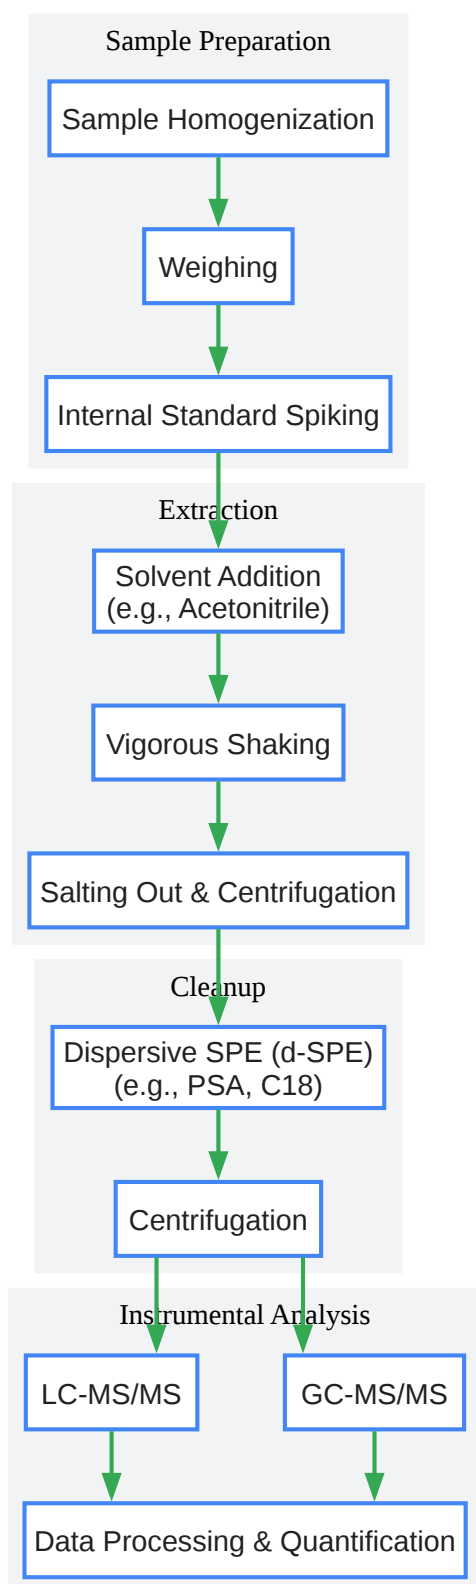 Sample Preparation
Sample Homogenization
Weighing
Internal Standard Spiking
Extraction
Solvent Addition
(e.g., Acetonitrile)
Vigorous Shaking
Salting Out & Centrifugation
Cleanup
Dispersive SPE (d-SPE)
(e.g., PSA, C18)
Centrifugation
Instrumental Analysis
LC-MS/MS
GC-MS/MS
Data Processing & Quantification